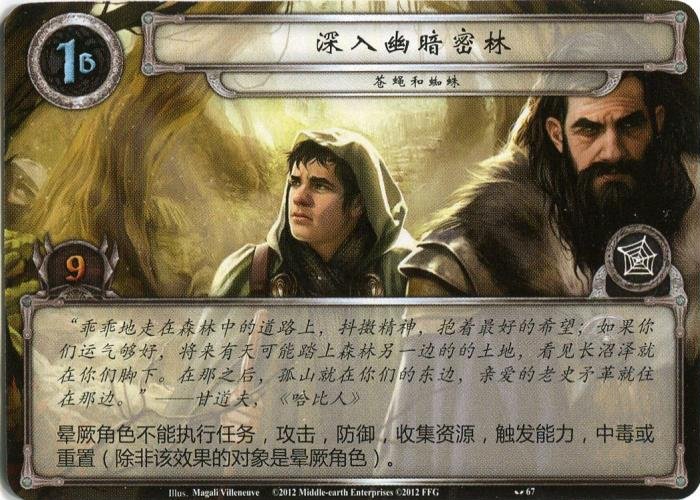 1B
深入幽暗密林
苍蝇和蜘蛛
9
“乖乖地走在森林中的道路上，抖擞精神，抱着最好的希望；如果你
们运气够好，将来有天可能踏上森林另一边的的土地，看见长沼泽就
在你们脚下。在那之后，孤山就在你们的东边，亲爱的老史矛革就住
在那边。”——甘道夫，《哈比人》
晕厥角色不能执行任务，攻击，防御，收集资源，触发能力，中毒或
重置（除非该效果的对象是晕厥角色）。
Illus. Magali Villeneuve ©2012 Middle-earth Enterprises ©2012 FFG 67